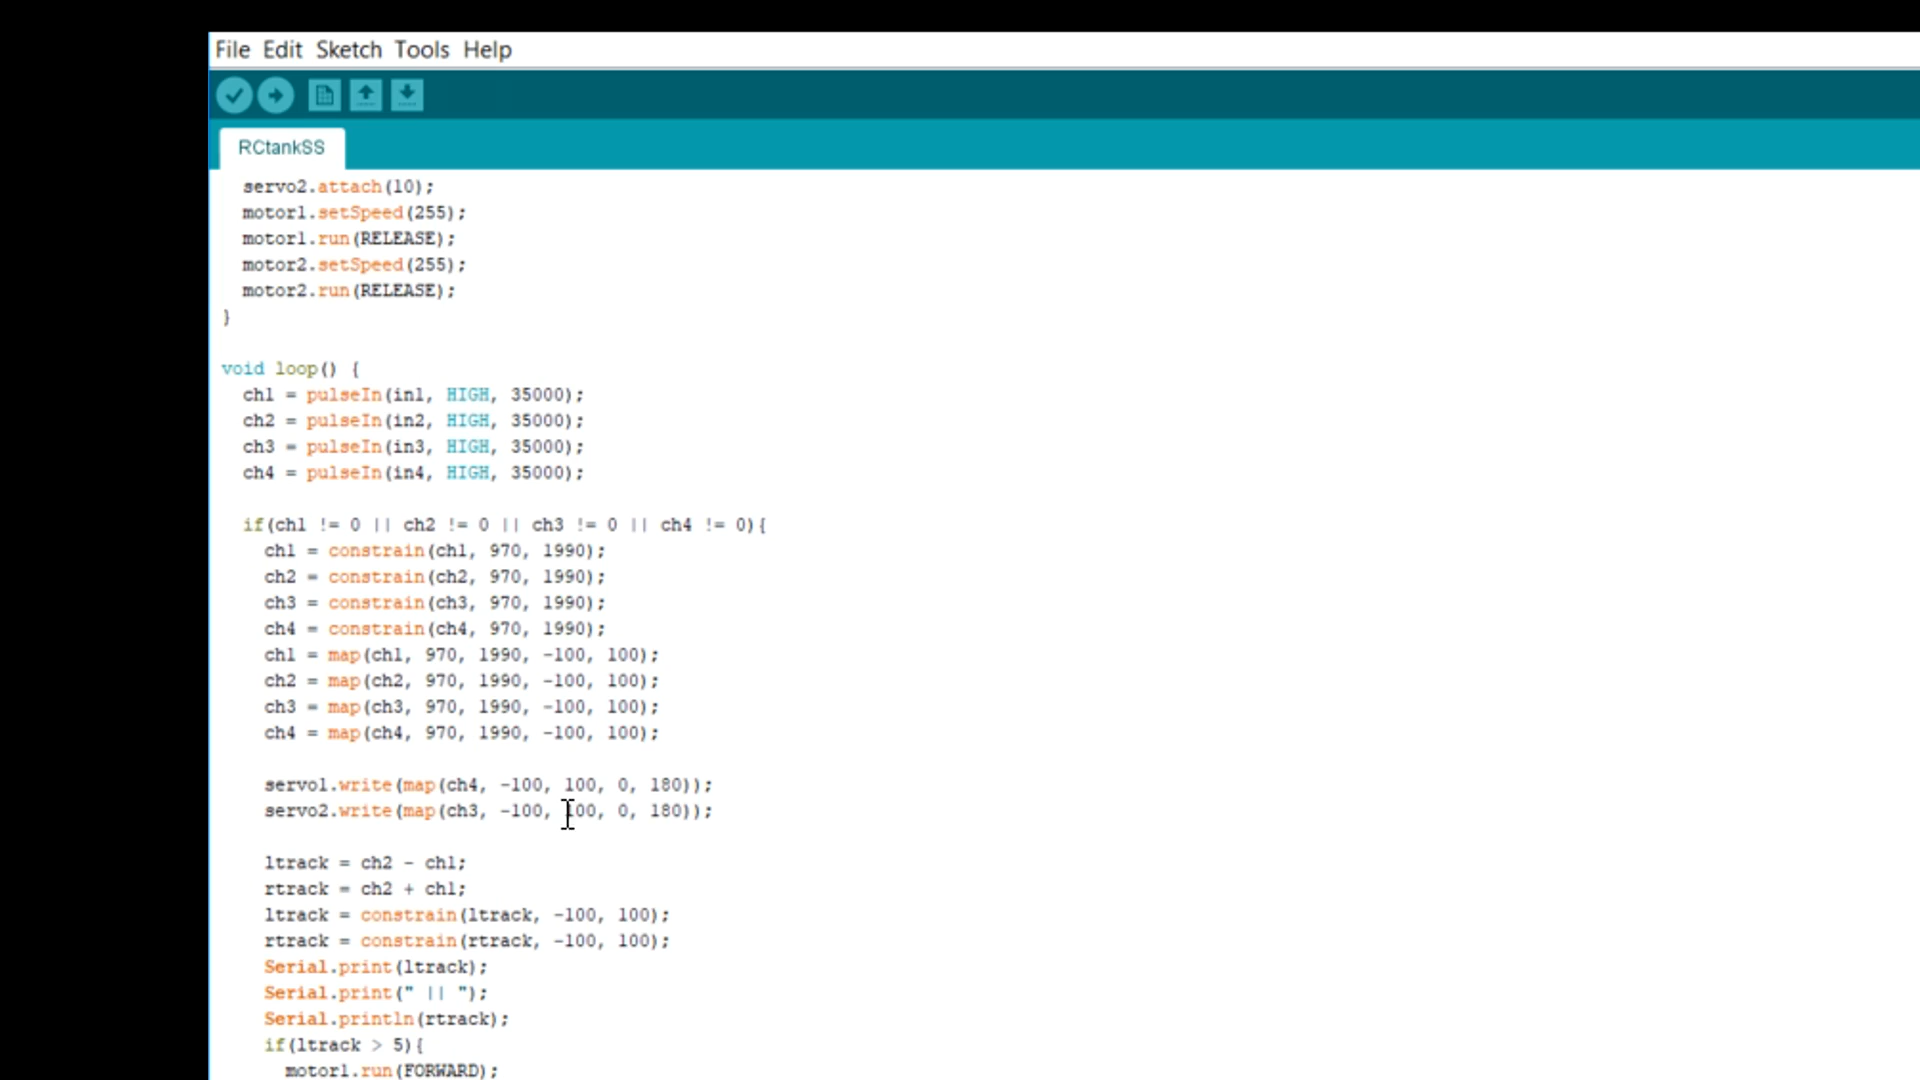 File Edit Sketch Tools Help
RCtankSS
servo2.attach(10);
motor1.setSpeed(255);
motor1.run(RELEASE);
motor2.setSpeed(255);
motor2.run(RELEASE);
}
void loop() {
ch1 = pulseIn(in1, HIGH, 35000);
ch2 = pulseIn(in2, HIGH, 35000);
ch3 = pulseIn(in3, HIGH, 35000);
ch4 = pulseIn(in4, HIGH, 35000);
if(ch1 != 0 || ch2 != 0 || ch3 != 0 || ch4 != 0){
ch1 = constrain(ch1, 970, 1990);
ch2 = constrain(ch2, 970, 1990);
ch3 = constrain(ch3, 970, 1990);
ch4 = constrain(ch4, 970, 1990);
ch1 = map(ch1, 970, 1990, -100, 100);
ch2 = map(ch2, 970, 1990, -100, 100);
ch3 = map(ch3, 970, 1990, -100, 100);
ch4 = map(ch4, 970, 1990, -100, 100);
servo1.write(map(ch4, -100, 100, 0, 180));
servo2.write(map(ch3, -100, 100, 0, 180));
ltrack = ch2 - ch1;
rtrack = ch2 + ch1;
ltrack = constrain(ltrack, -100, 100);
rtrack = constrain(rtrack, -100, 100);
Serial.print(ltrack);
Serial.print(" || ");
Serial.println(rtrack);
if(ltrack > 5){
motor1.run(FORWARD);